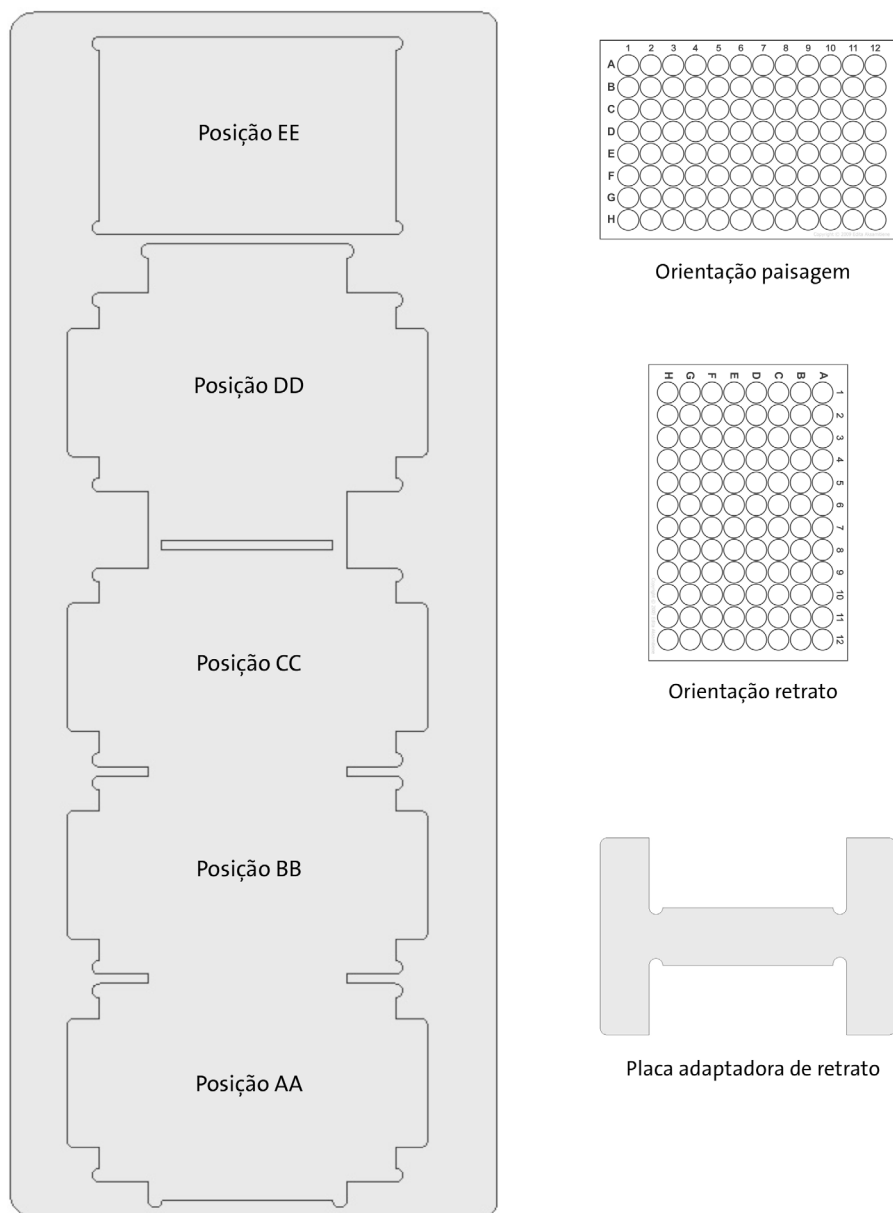 Posição EE
Posição DD
Posição CC
Posição BB
Posição AA
1 2 3 4 5 6 7 8 9 10 11 12
A
B
C
D
E
F
G
H
Orientação paisagem
H G F E D C B A
1
2
3
4
5
6
7
8
9
10
11
12
Orientação retrato
Placa adaptadora de retrato